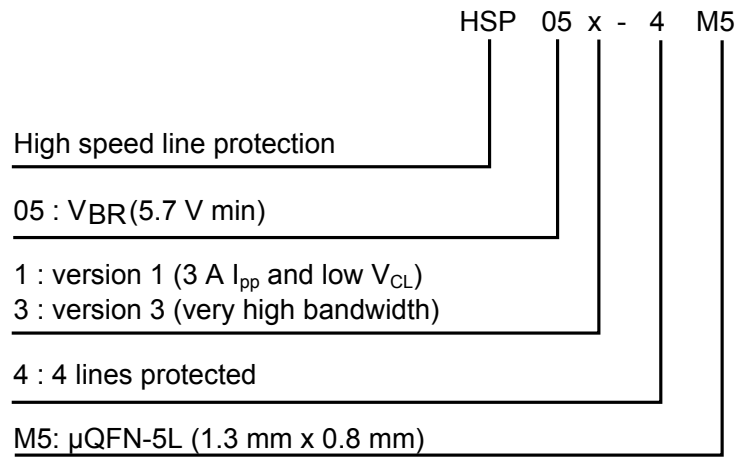 HSP 05 x - 4 M5
High speed line protection
05 : VBR(5.7 V min)
1 : version 1 (3 A Ipp and low VCL)
3 : version 3 (very high bandwidth)
4 : 4 lines protected
M5: µQFN-5L (1.3 mm x 0.8 mm)